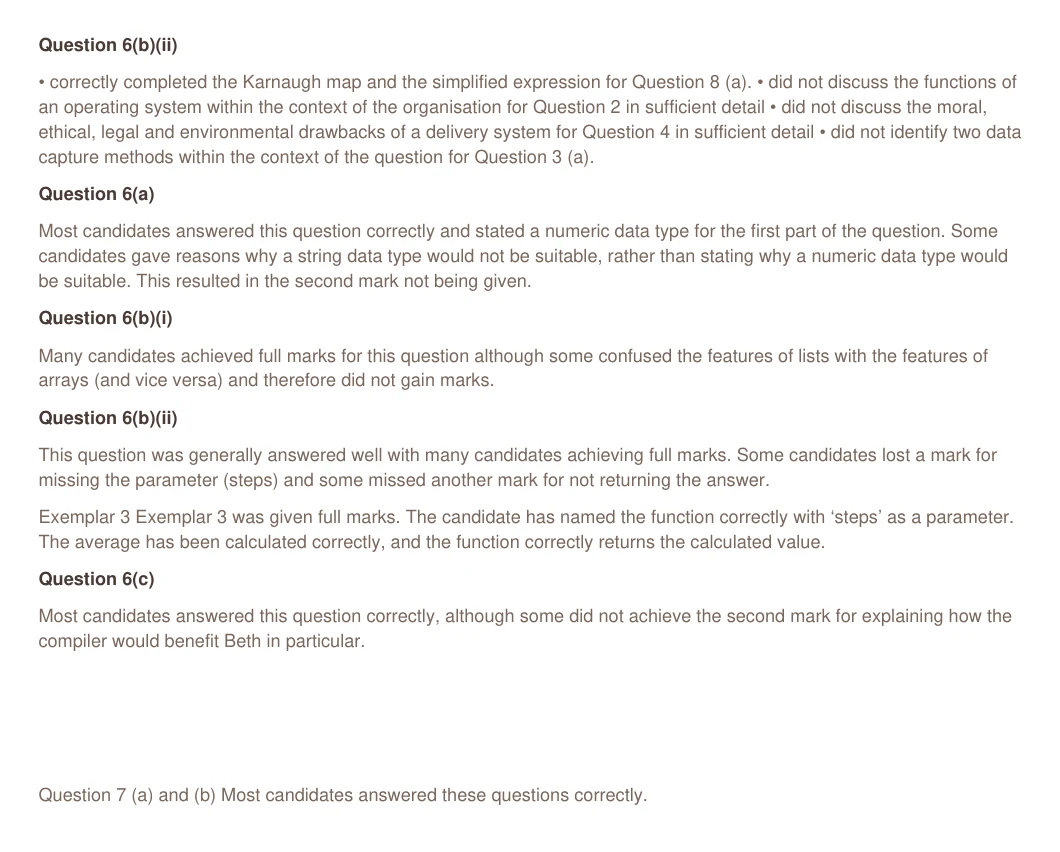 Question 6(b)(ii)
• correctly completed the Karnaugh map and the simplified expression for Question 8 (a). • did not discuss the functions of
an operating system within the context of the organisation for Question 2 in sufficient detail • did not discuss the moral,
ethical, legal and environmental drawbacks of a delivery system for Question 4 in sufficient detail • did not identify two data
capture methods within the context of the question for Question 3 (a).
Question 6(a)
Most candidates answered this question correctly and stated a numeric data type for the first part of the question. Some
candidates gave reasons why a string data type would not be suitable, rather than stating why a numeric data type would
be suitable. This resulted in the second mark not being given.
Question 6(b)(i)
Many candidates achieved full marks for this question although some confused the features of lists with the features of
arrays (and vice versa) and therefore did not gain marks.
Question 6(b)(ii)
This question was generally answered well with many candidates achieving full marks. Some candidates lost a mark for
missing the parameter (steps) and some missed another mark for not returning the answer.
Exemplar 3 Exemplar 3 was given full marks. The candidate has named the function correctly with ‘steps’ as a parameter.
The average has been calculated correctly, and the function correctly returns the calculated value.
Question 6(c)
Most candidates answered this question correctly, although some did not achieve the second mark for explaining how the
compiler would benefit Beth in particular.
Question 7 (a) and (b) Most candidates answered these questions correctly.